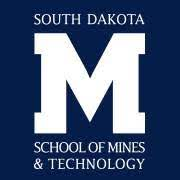 SOUTH DAKOTA
M
SCHOOL OF MINES
& TECHNOLOGY